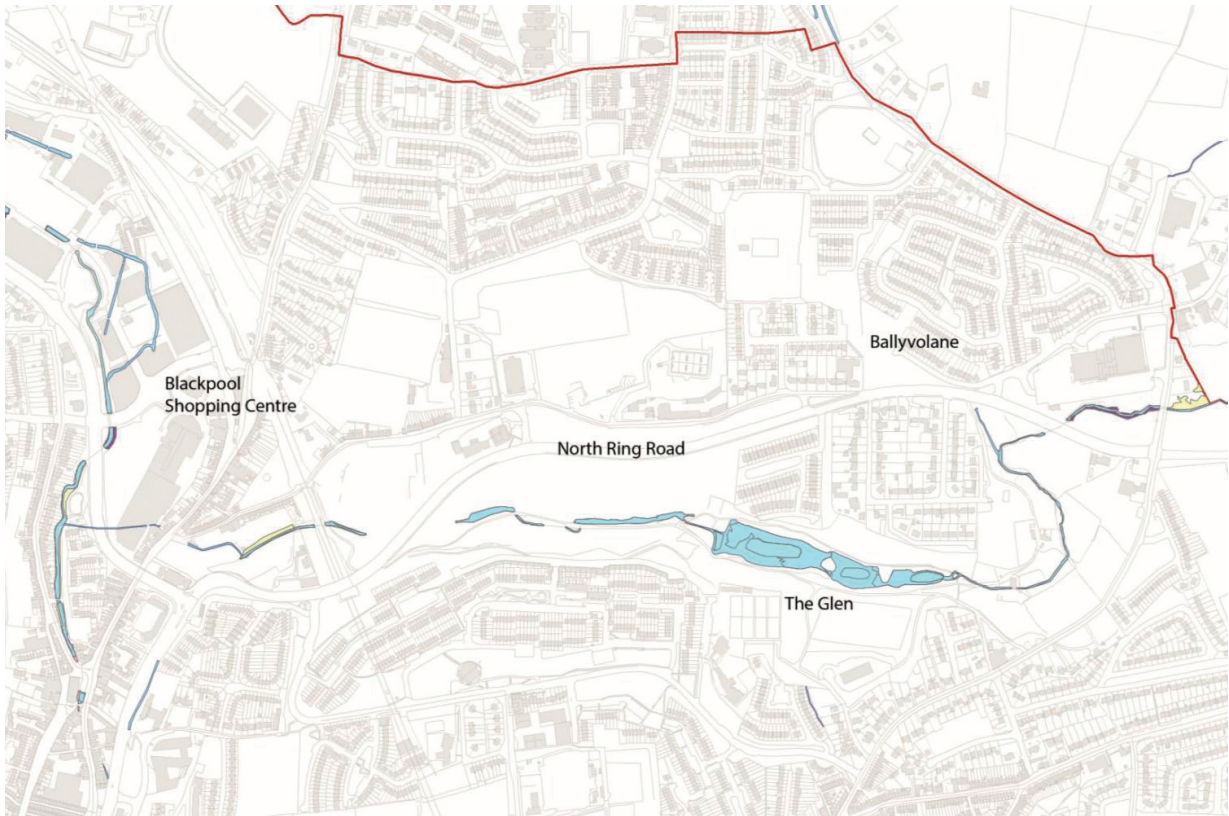 Ballyvolane
Blackpool
Shopping Centre
North Ring Road
The Glen